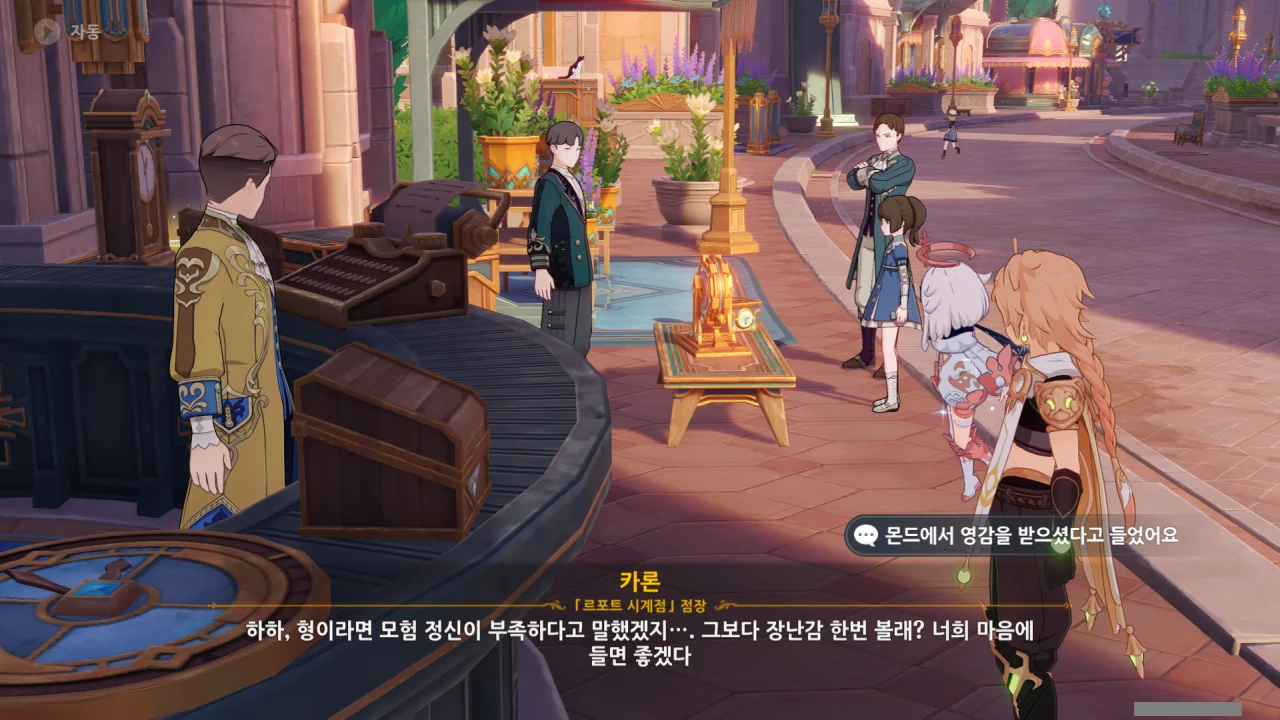 자동
몬드에서 영감을 받으셨다고 들었어요
카론
「르포트 시계점」 점장
하하, 형이라면 모험 정신이 부족하다고 말했겠지…. 그보다 장난감 한번 볼래? 너희 마음에
들면 좋겠다